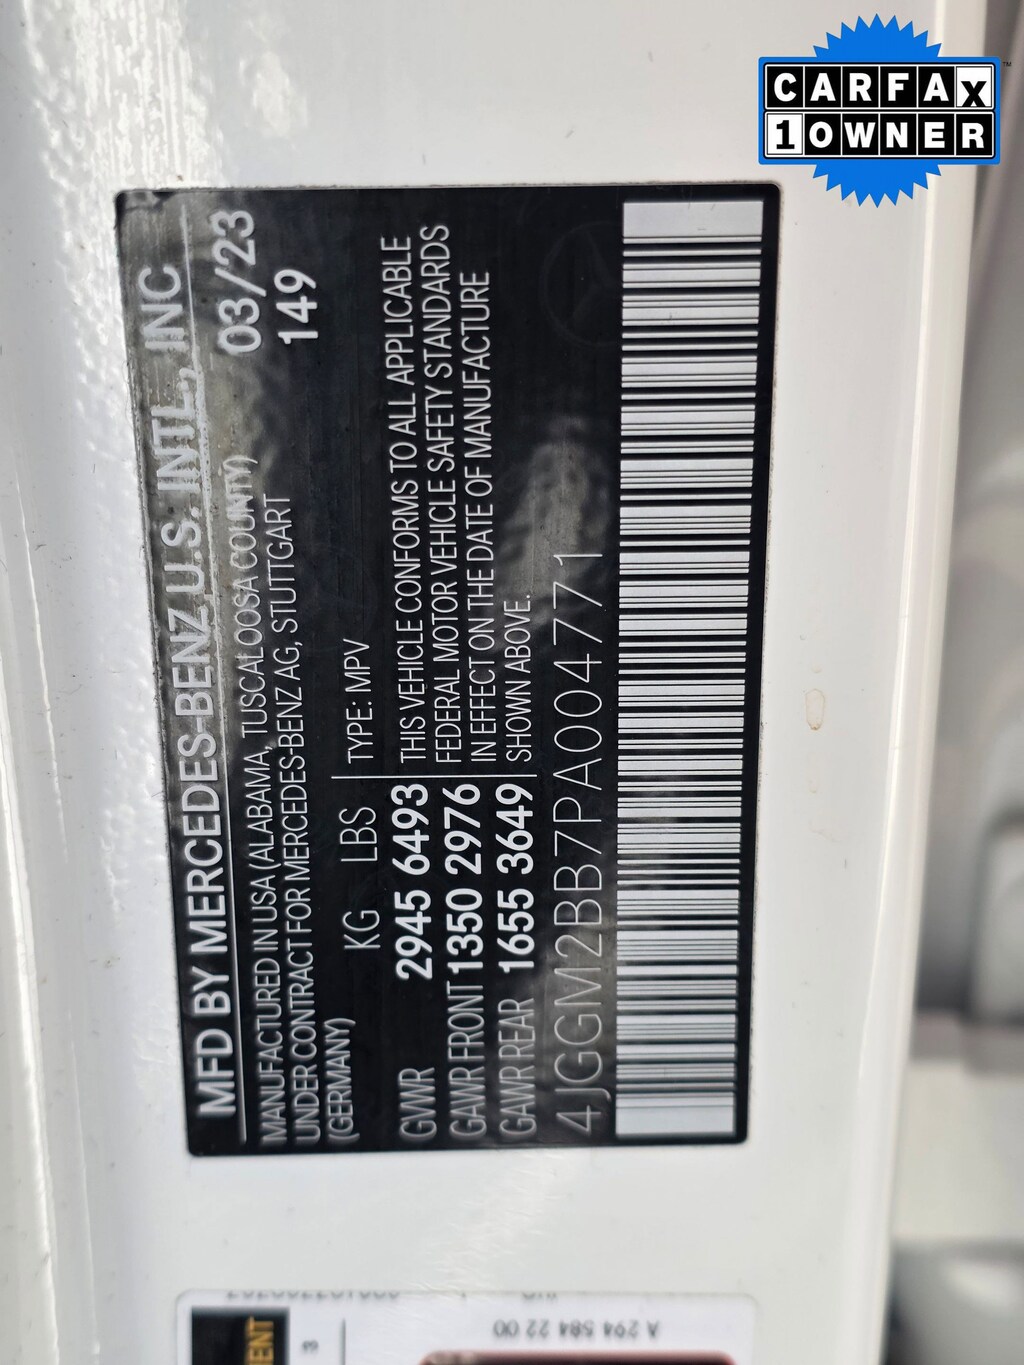 CARFAX™
1 OWNER
MFD BY MERCEDES-BENZ U.S. INTL., INC
MANUFACTURED IN USA (ALABAMA, TUSCALOOSA COUNTY) 03/23
UNDER CONTRACT FOR MERCEDES-BENZ AG, STUTTGART 149
(GERMANY)
KG LBS TYPE: MPV
GVWR 2945 6493 THIS VEHICLE CONFORMS TO ALL APPLICABLE
GAWR FRONT 1350 2976 FEDERAL MOTOR VEHICLE SAFETY STANDARDS
GAWR REAR 1655 3649 IN EFFECT ON THE DATE OF MANUFACTURE
SHOWN ABOVE.
4JGGM2BB7PA004771
A 294 584 22 00